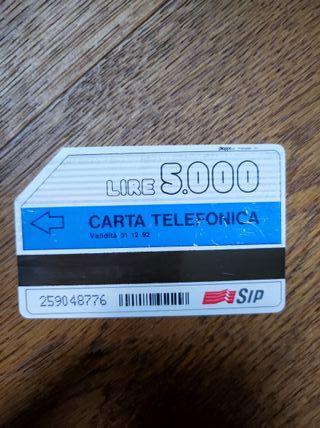 LIRE 5.000
CARTA TELEFONICA
Validità 31.12.92
259048776
SIP